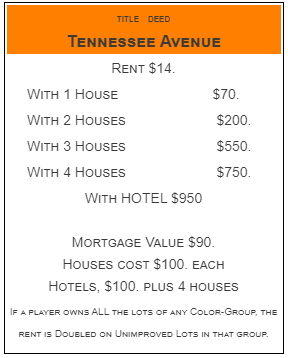 TITLE DEED
TENNESSEE AVENUE
RENT $14.
WITH 1 HOUSE $70.
WITH 2 HOUSES $200.
WITH 3 HOUSES $550.
WITH 4 HOUSES $750.
WITH HOTEL $950
MORTGAGE VALUE $90.
HOUSES COST $100. EACH
HOTELS, $100. PLUS 4 HOUSES
IF A PLAYER OWNS ALL THE LOTS OF ANY COLOR-GROUP, THE
RENT IS DOUBLED ON UNIMPROVED LOTS IN THAT GROUP.